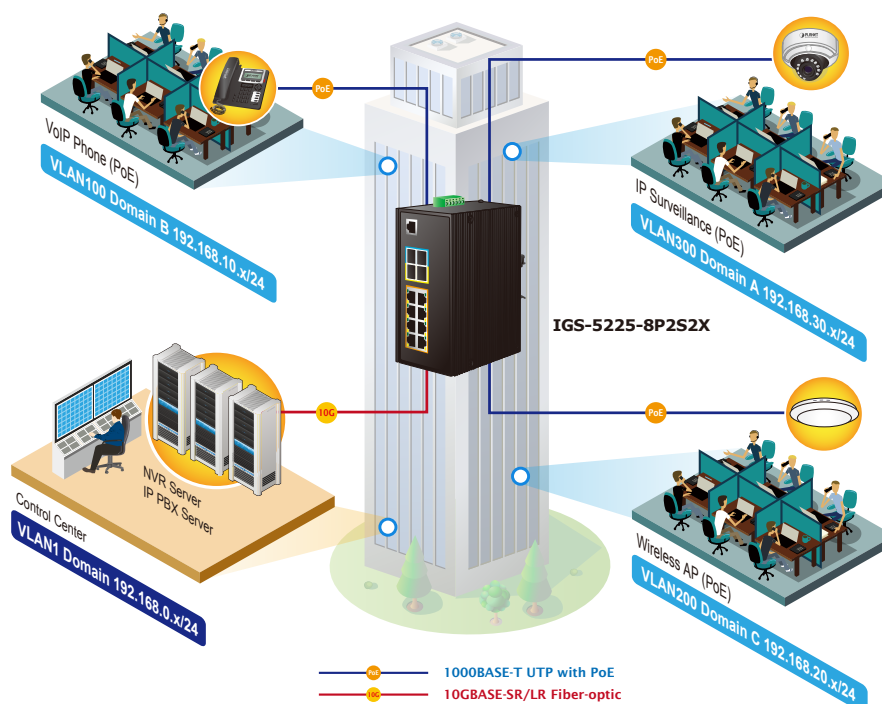 PoE
VoIP Phone (PoE)
VLAN100 Domain B 192.168.10.x/24
PoE
PLANET
IP Surveillance (PoE)
VLAN300 Domain A 192.168.30.x/24
IGS-5225-8P2S2X
10G
NVR Server
IP PBX Server
Control Center
VLAN1 Domain 192.168.0.x/24
PoE
Wireless AP (PoE)
VLAN200 Domain C 192.168.20.x/24
PoE
1000BASE-T UTP with PoE
10G
10GBASE-SR/LR Fiber-optic